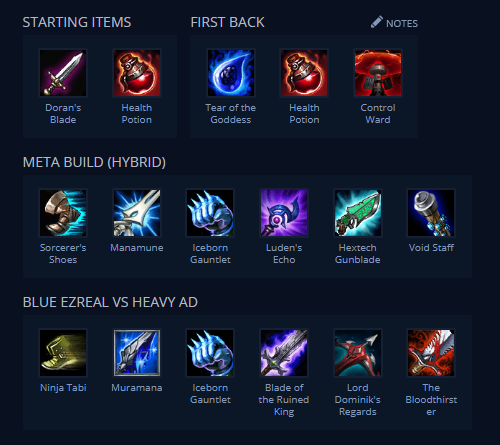 STARTING ITEMS
FIRST BACK
NOTES
Doran's
Blade
Health
Potion
Tear of the
Goddess
Health
Potion
Control
Ward
META BUILD (HYBRID)
Sorcerer's
Shoes
Manamune
Iceborn
Gauntlet
Luden's
Echo
Hextech
Gunblade
Void Staff
BLUE EZREAL VS HEAVY AD
Ninja Tabi
Muramana
Iceborn
Gauntlet
Blade of
the Ruined
King
Lord
Dominik's
Regards
The
Bloodthirst
er